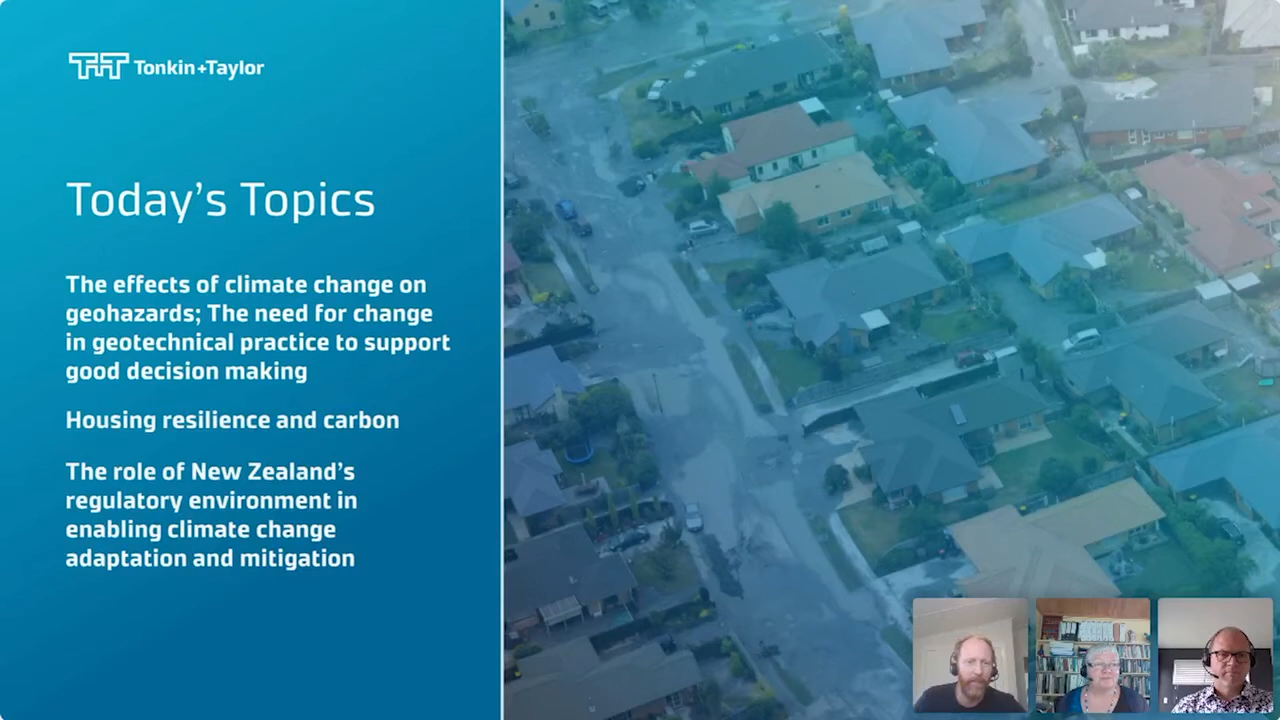 Tonkin+Taylor
Today's Topics
The effects of climate change on
geohazards; The need for change
in geotechnical practice to support
good decision making
Housing resilience and carbon
The role of New Zealand's
regulatory environment in
enabling climate change
adaptation and mitigation